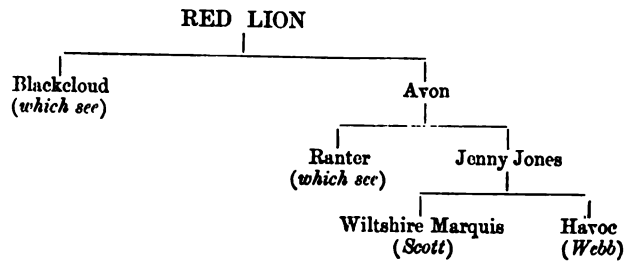 RED LION
Blackcloud
(which see)
Avon
Ranter
(which see)
Jenny Jones
Wiltshire Marquis
(Scott)
Havoc
(Webb)